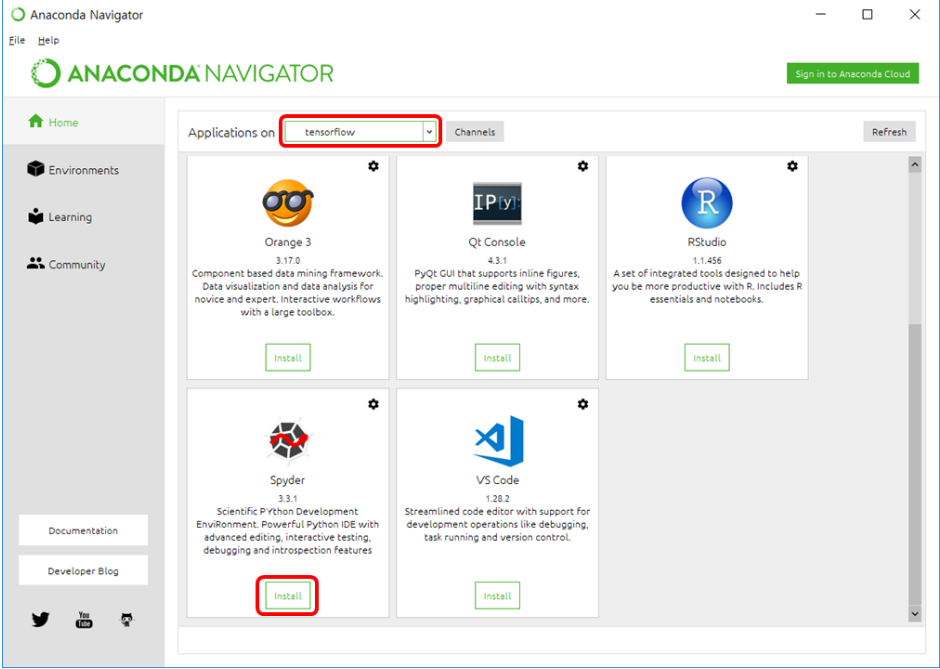 Anaconda Navigator
File Help
ANACONDA NAVIGATOR
Sign in to Anaconda Cloud
Home
Environments
Learning
Community
Documentation
Developer Blog
You
Tube
Applications on tensorflow Channels Refresh
Orange 3
3.17.0
Component based data mining framework.
Data visualization and data analysis for
novice and expert. Interactive workflows
with a large toolbox.
Install
IP[y]:
Qt Console
4.3.1
PyQt GUI that supports inline figures,
proper multiline editing with syntax
highlighting, graphical calltips, and more.
Install
R
RStudio
1.1.456
A set of integrated tools designed to help
you be more productive with R. Includes R
essentials and notebooks.
Install
Spyder
3.3.1
Scientific PYthon Development
EnviRonment. Powerful Python IDE with
advanced editing, interactive testing,
debugging and introspection features
Install
VS Code
1.28.2
Streamlined code editor with support for
development operations like debugging,
task running and version control.
Install